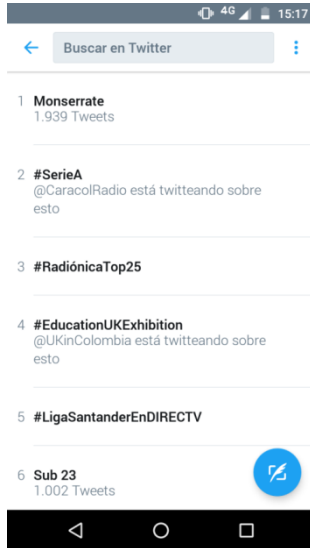 4G 15:17
Buscar en Twitter
1 Monserrate
1.939 Tweets
2 #SerieA
@CaracolRadio está twitteando sobre
esto
3 #RadiónicaTop25
4 #EducationUKExhibition
@UKinColombia está twitteando sobre
esto
5 #LigaSantanderEnDIRECTV
6 Sub 23
1.002 Tweets